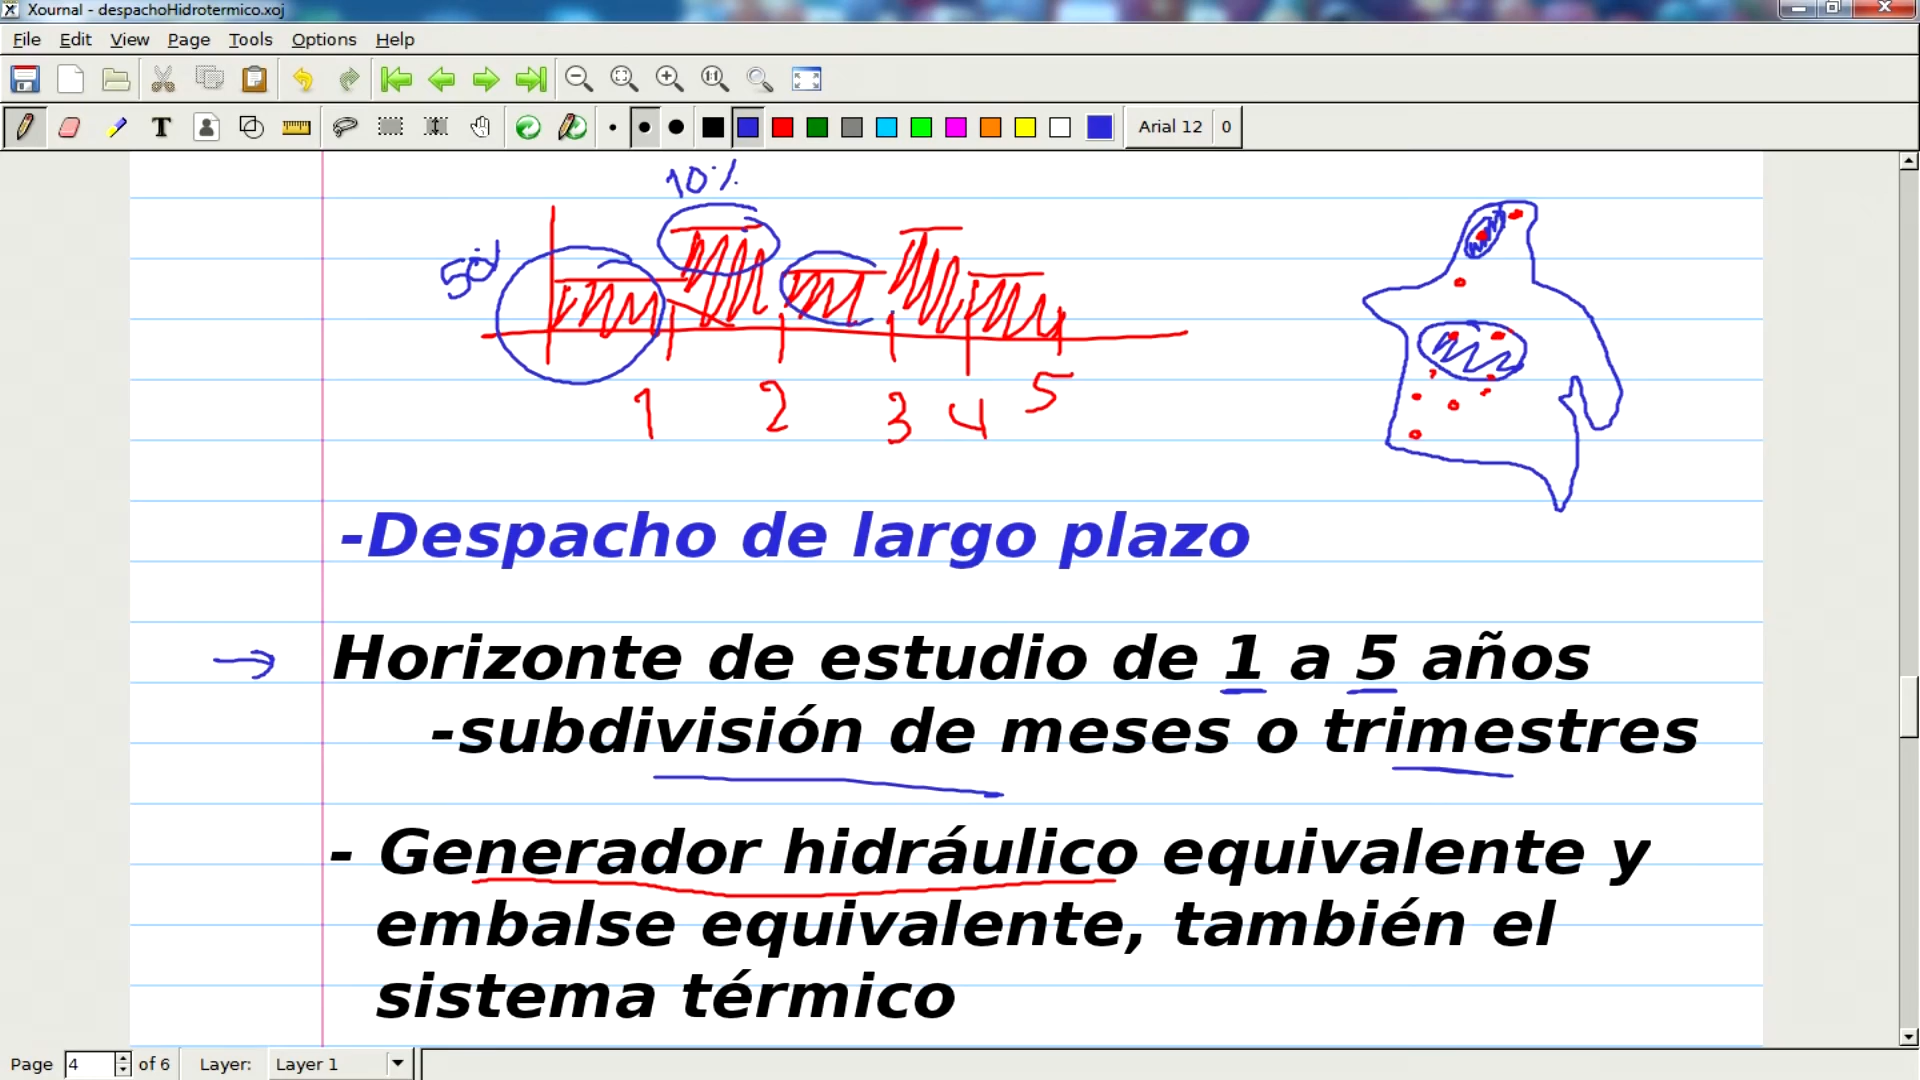 Xournal - despachoHidrotermico.xoj
File Edit View Page Tools Options Help
Arial 12 0
10%
50%
1 2 3 4 5
-Despacho de largo plazo
Horizonte de estudio de 1 a 5 años
-subdivisión de meses o trimestres
- Generador hidráulico equivalente y
embalse equivalente, también el
sistema térmico
Page 4 of 6 Layer: Layer 1